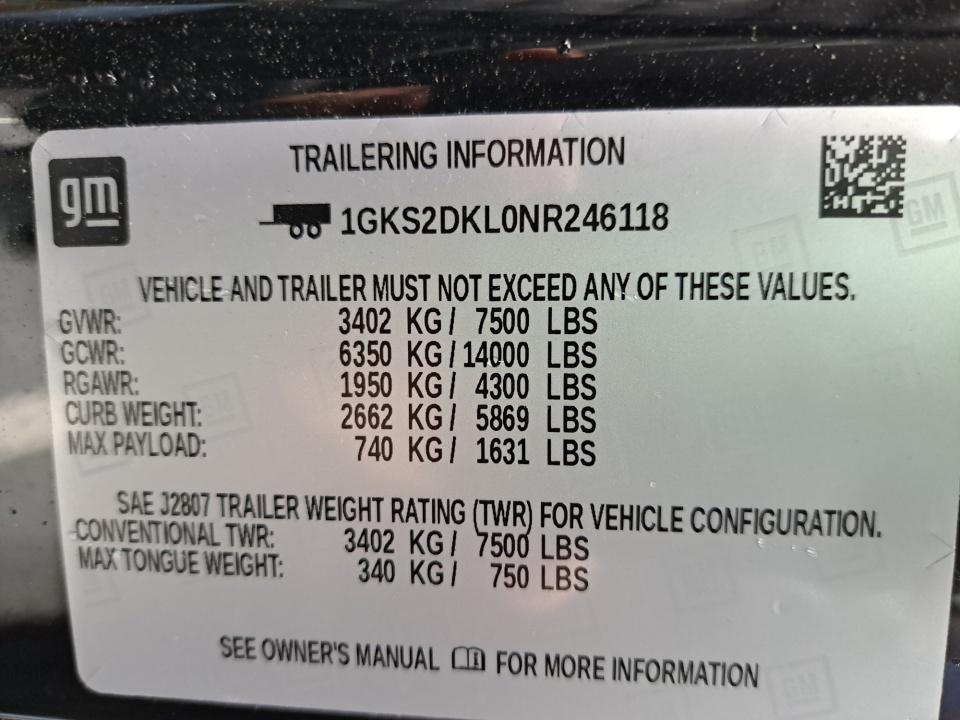 gm
TRAILERING INFORMATION
1GKS2DKL0NR246118
VEHICLE AND TRAILER MUST NOT EXCEED ANY OF THESE VALUES.
GVWR: 3402 KG / 7500 LBS
GCWR: 6350 KG / 14000 LBS
RGAWR: 1950 KG / 4300 LBS
CURB WEIGHT: 2662 KG / 5869 LBS
MAX PAYLOAD: 740 KG / 1631 LBS
SAE J2807 TRAILER WEIGHT RATING (TWR) FOR VEHICLE CONFIGURATION.
CONVENTIONAL TWR: 3402 KG / 7500 LBS
MAX TONGUE WEIGHT: 340 KG / 750 LBS
SEE OWNER'S MANUAL FOR MORE INFORMATION